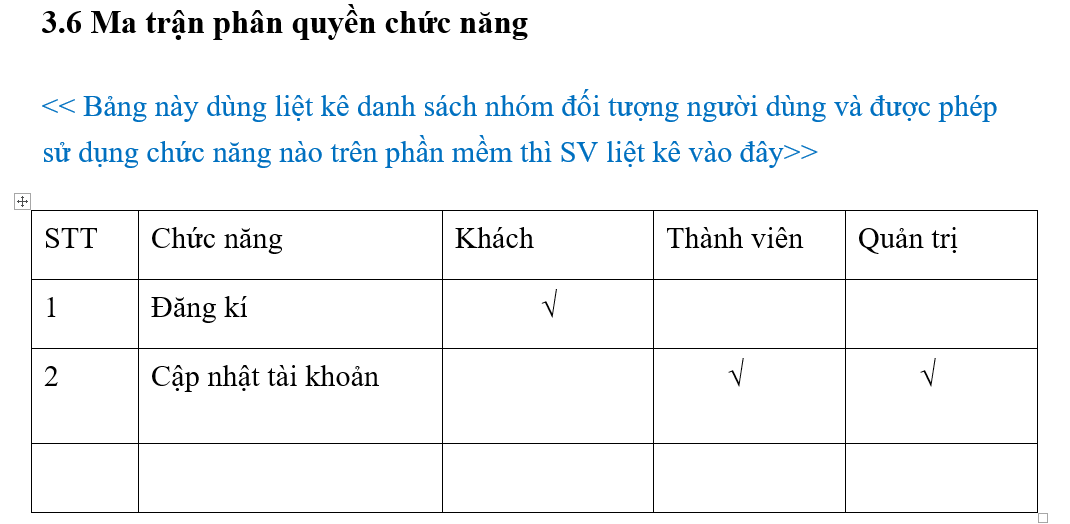 3.6 Ma trận phân quyền chức năng
<< Bảng này dùng liệt kê danh sách nhóm đối tượng người dùng và được phép
sử dụng chức năng nào trên phần mềm thì SV liệt kê vào đây>>
STT Chức năng Khách Thành viên Quản trị
1 Đăng kí √
2 Cập nhật tài khoản √ √